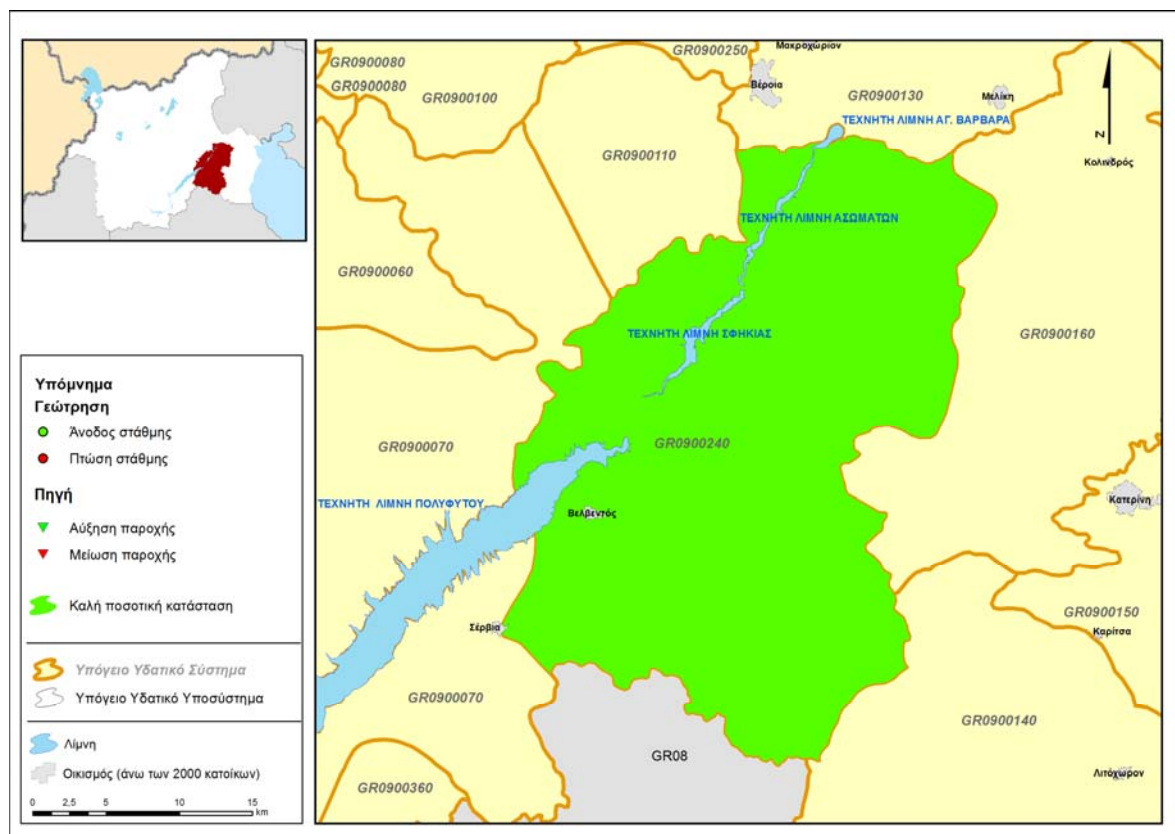 GR0900080
GR0900080
GR0900100
GR0900250
Μακροχώριον
Βέροια
GR0900130
Μελίκη
ΤΕΧΝΗΤΗ ΛΙΜΝΗ ΑΓ. ΒΑΡΒΑΡΑ
Z
Κολινδρός
GR0900110
ΤΕΧΝΗΤΗ ΛΙΜΝΗ ΑΣΩΜΑΤΩΝ
GR0900060
ΤΕΧΝΗΤΗ ΛΙΜΝΗ ΣΦΗΚΙΑΣ
GR0900160
GR0900070
GR0900240
ΤΕΧΝΗΤΗ ΛΙΜΝΗ ΠΟΛΥΦΥΤΟΥ
Βελβεντός
Κατερίνη
GR0900150
Καρίτσα
Σέρβια
GR0900070
GR0900140
GR08
Λιτόχωρον
GR0900360
Υπόμνημα
Γεώτρηση
Άνοδος στάθμης
Πτώση στάθμης
Πηγή
Αύξηση παροχής
Μείωση παροχής
Καλή ποσοτική κατάσταση
Υπόγειο Υδατικό Σύστημα
Υπόγειο Υδατικό Υποσύστημα
Λίμνη
Οικισμός (άνω των 2000 κατοίκων)
0 2,5 5 10 15
km